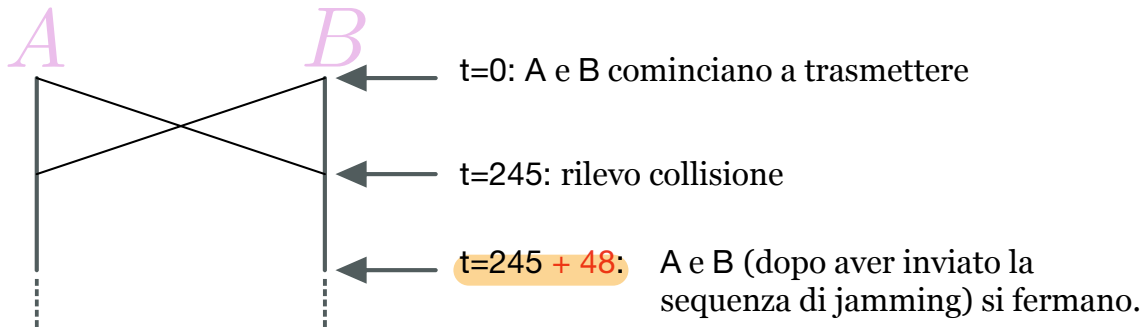 A B
t=0: A e B cominciano a trasmettere
t=245: rilevo collisione
t=245 + 48: A e B (dopo aver inviato la
sequenza di jamming) si fermano.